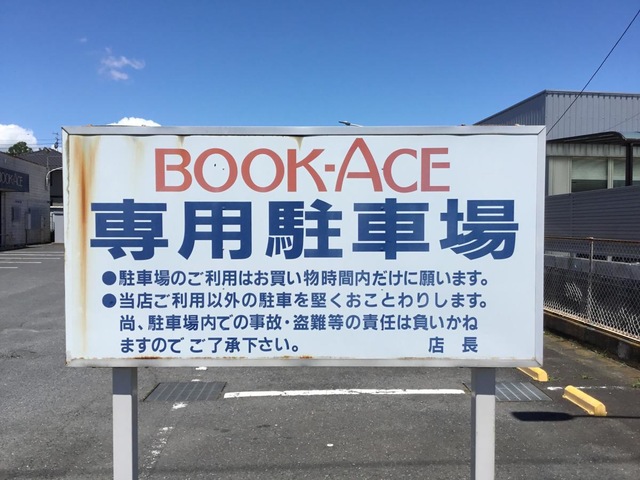 BOOK-ACE
専用駐車場
●駐車場のご利用はお買い物時間内だけに願います。
●当店ご利用以外の駐車を堅くおことわりします。
尚、駐車場内での事故・盗難等の責任は負いかね
ますのでご了承下さい。 店長
BOOK-ACE